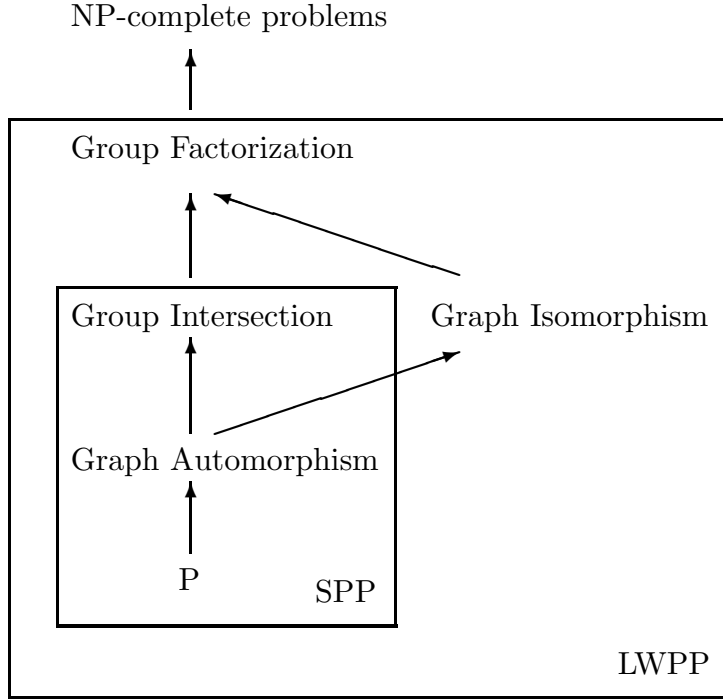 NP-complete problems
Group Factorization
Group Intersection
Graph Isomorphism
Graph Automorphism
P
SPP
LWPP